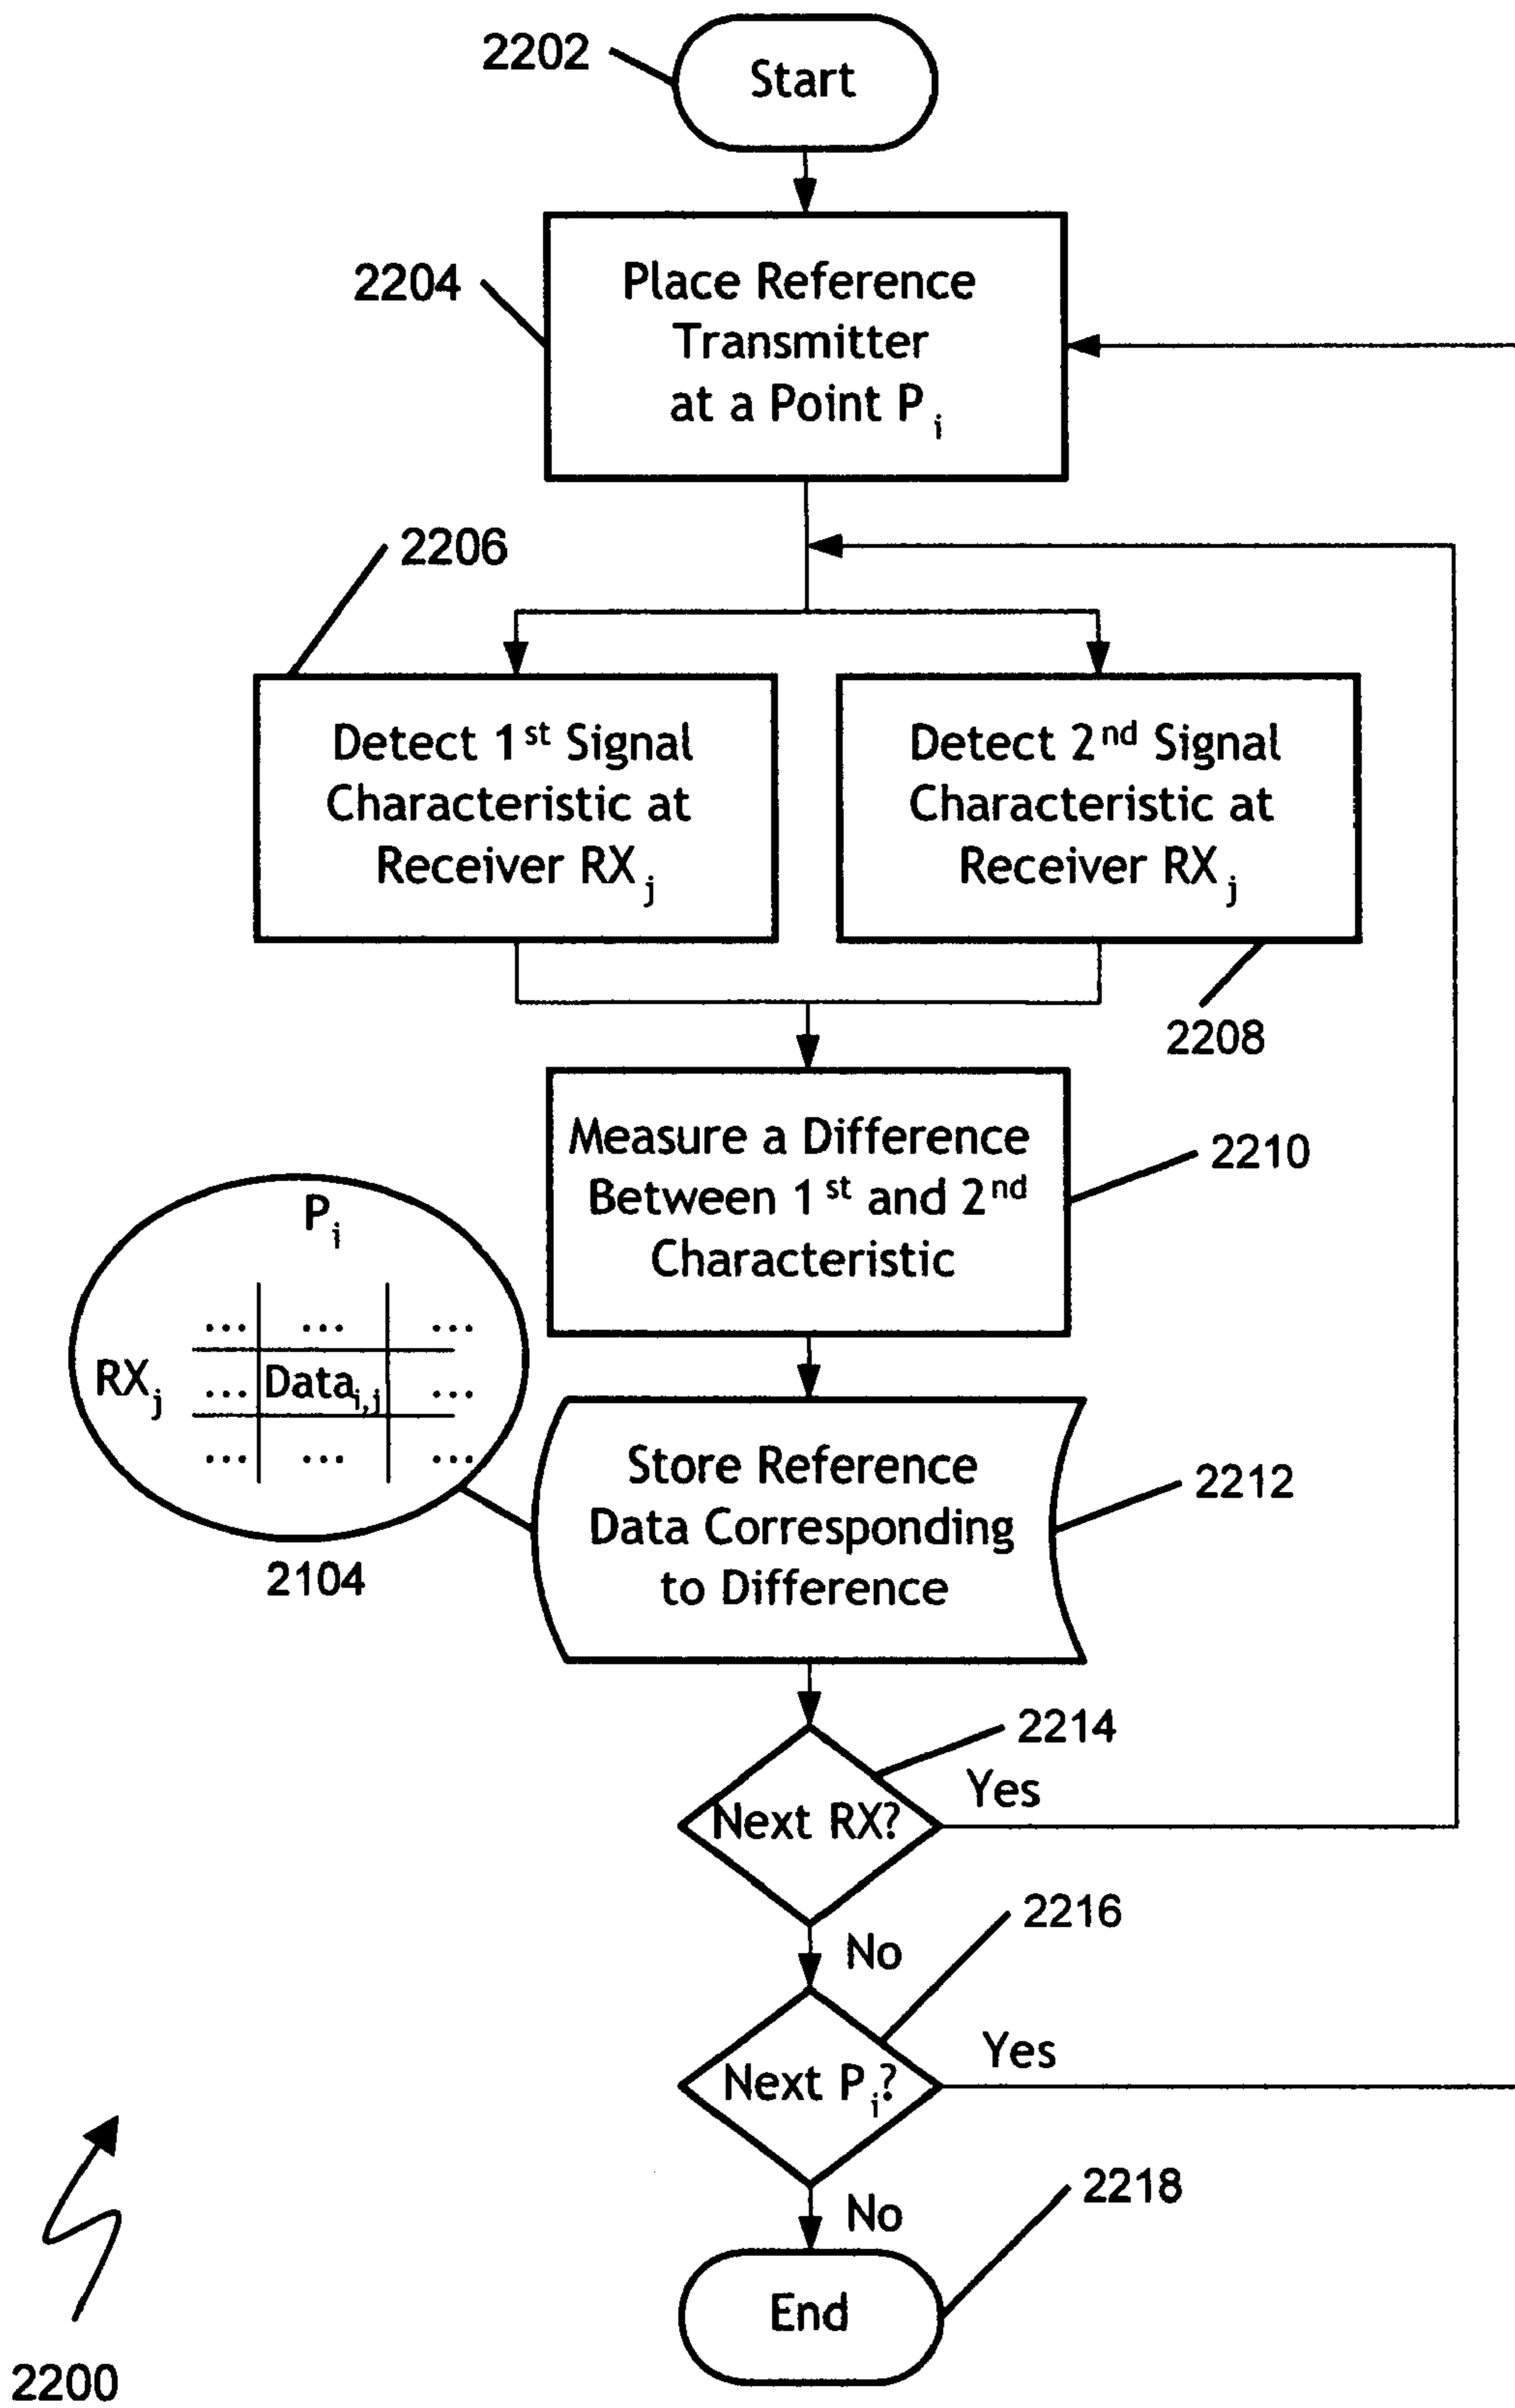 2202
Start
2204
Place Reference
Transmitter
at a Point P i
2206
Detect 1st Signal
Characteristic at
Receiver RX j
Detect 2nd Signal
Characteristic at
Receiver RX j
2208
Measure a Difference
Between 1st and 2nd
Characteristic
2210
P i
... ... ...
RX j ... Data i,j ...
... ... ...
2104
Store Reference
Data Corresponding
to Difference
2212
2214
Next RX?
Yes
No
2216
Next P i?
Yes
No
2218
End
2200